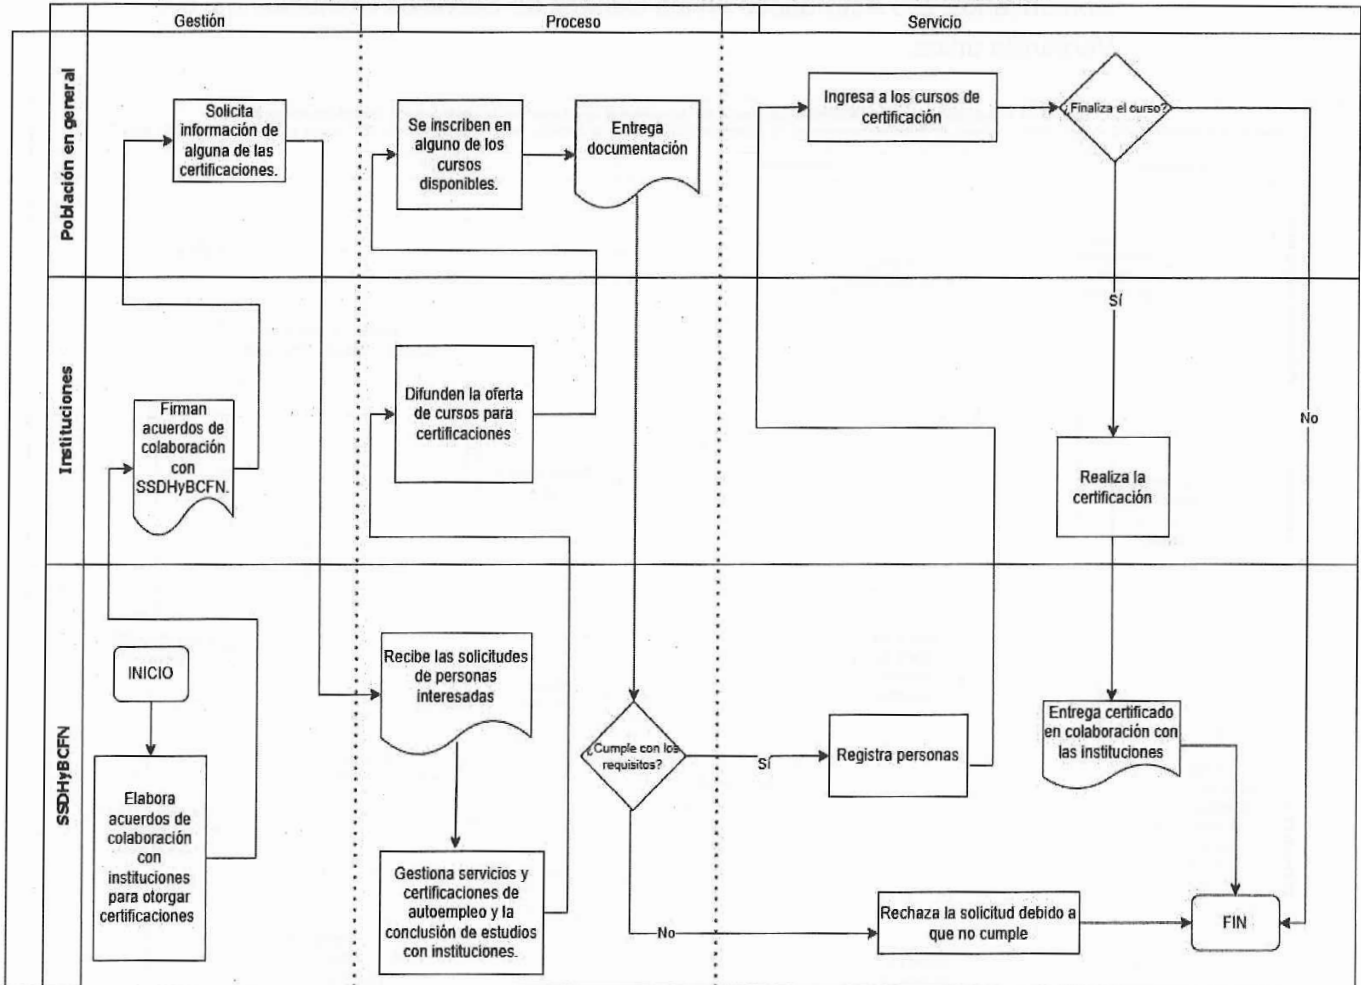 Gestión
Proceso
Servicio
Población en general
Solicita
información de
alguna de las
certificaciones.
Se inscriben en
alguno de los
cursos
disponibles.
Entrega
documentación
Ingresa a los cursos de
certificación
¿Finaliza el curso?
Sí
No
Instituciones
Firman
acuerdos de
colaboración
con
SSDHyBCFN.
Difunden la oferta
de cursos para
certificaciones
Realiza la
certificación
SSDHyBCFN
INICIO
Elabora
acuerdos de
colaboración
con
instituciones
para otorgar
certificaciones
Recibe las solicitudes
de personas
interesadas
Gestiona servicios y
certificaciones de
autoempleo y la
conclusión de estudios
con instituciones.
¿Cumple con los
requisitos?
Sí
No
Registra personas
Entrega certificado
en colaboración con
las instituciones
Rechaza la solicitud debido a
que no cumple
FIN